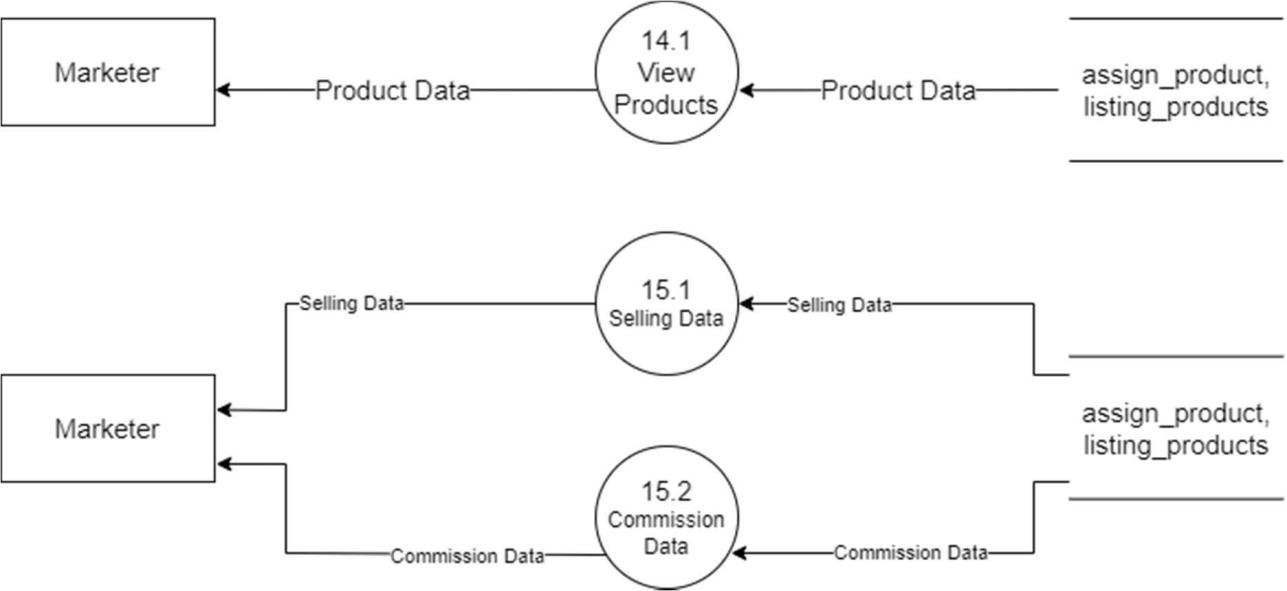 Marketer
Product Data
14.1
View
Products
Product Data
assign_product,
listing_products
Selling Data
15.1
Selling Data
Selling Data
Marketer
assign_product,
listing_products
Commission Data
15.2
Commission
Data
Commission Data